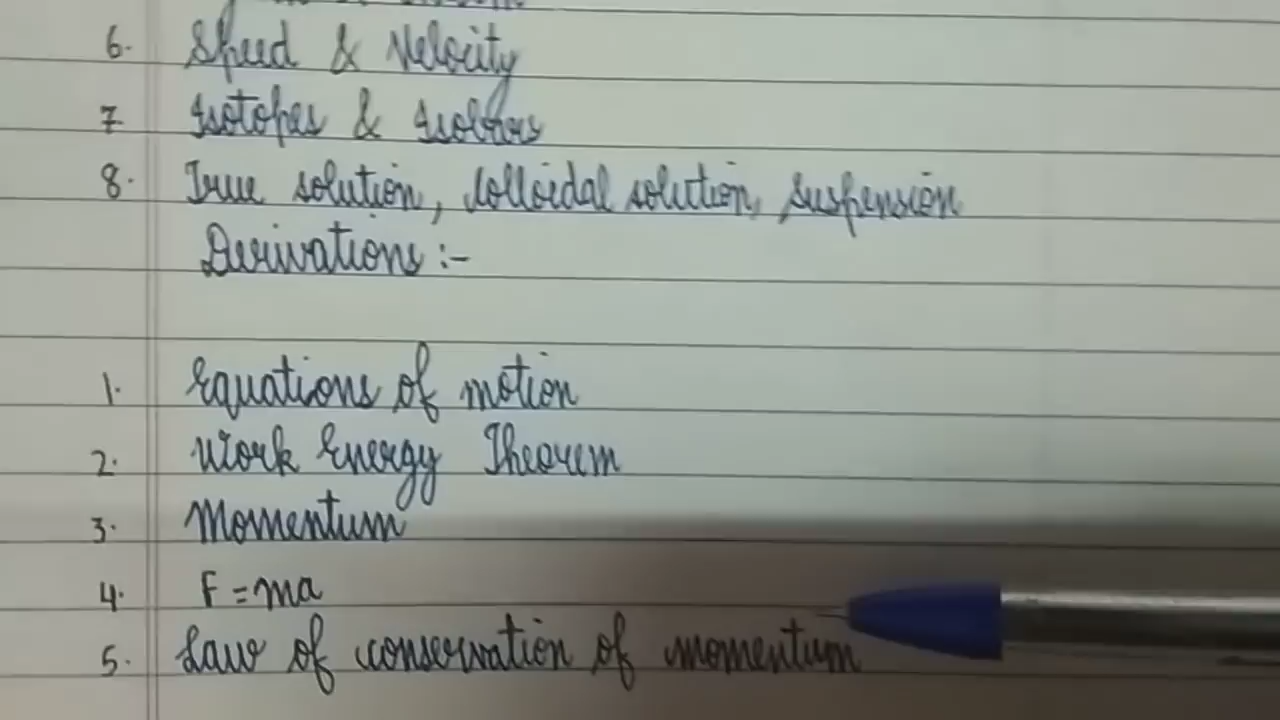 6. Speed & Velocity
7. Isotopes & Isobars
8. True solution, Colloidal solution, Suspension
Derivations :-
1. Equations of motion
2. Work Energy Theorem
3. Momentum
4. F = ma
5. Law of conservation of momentum